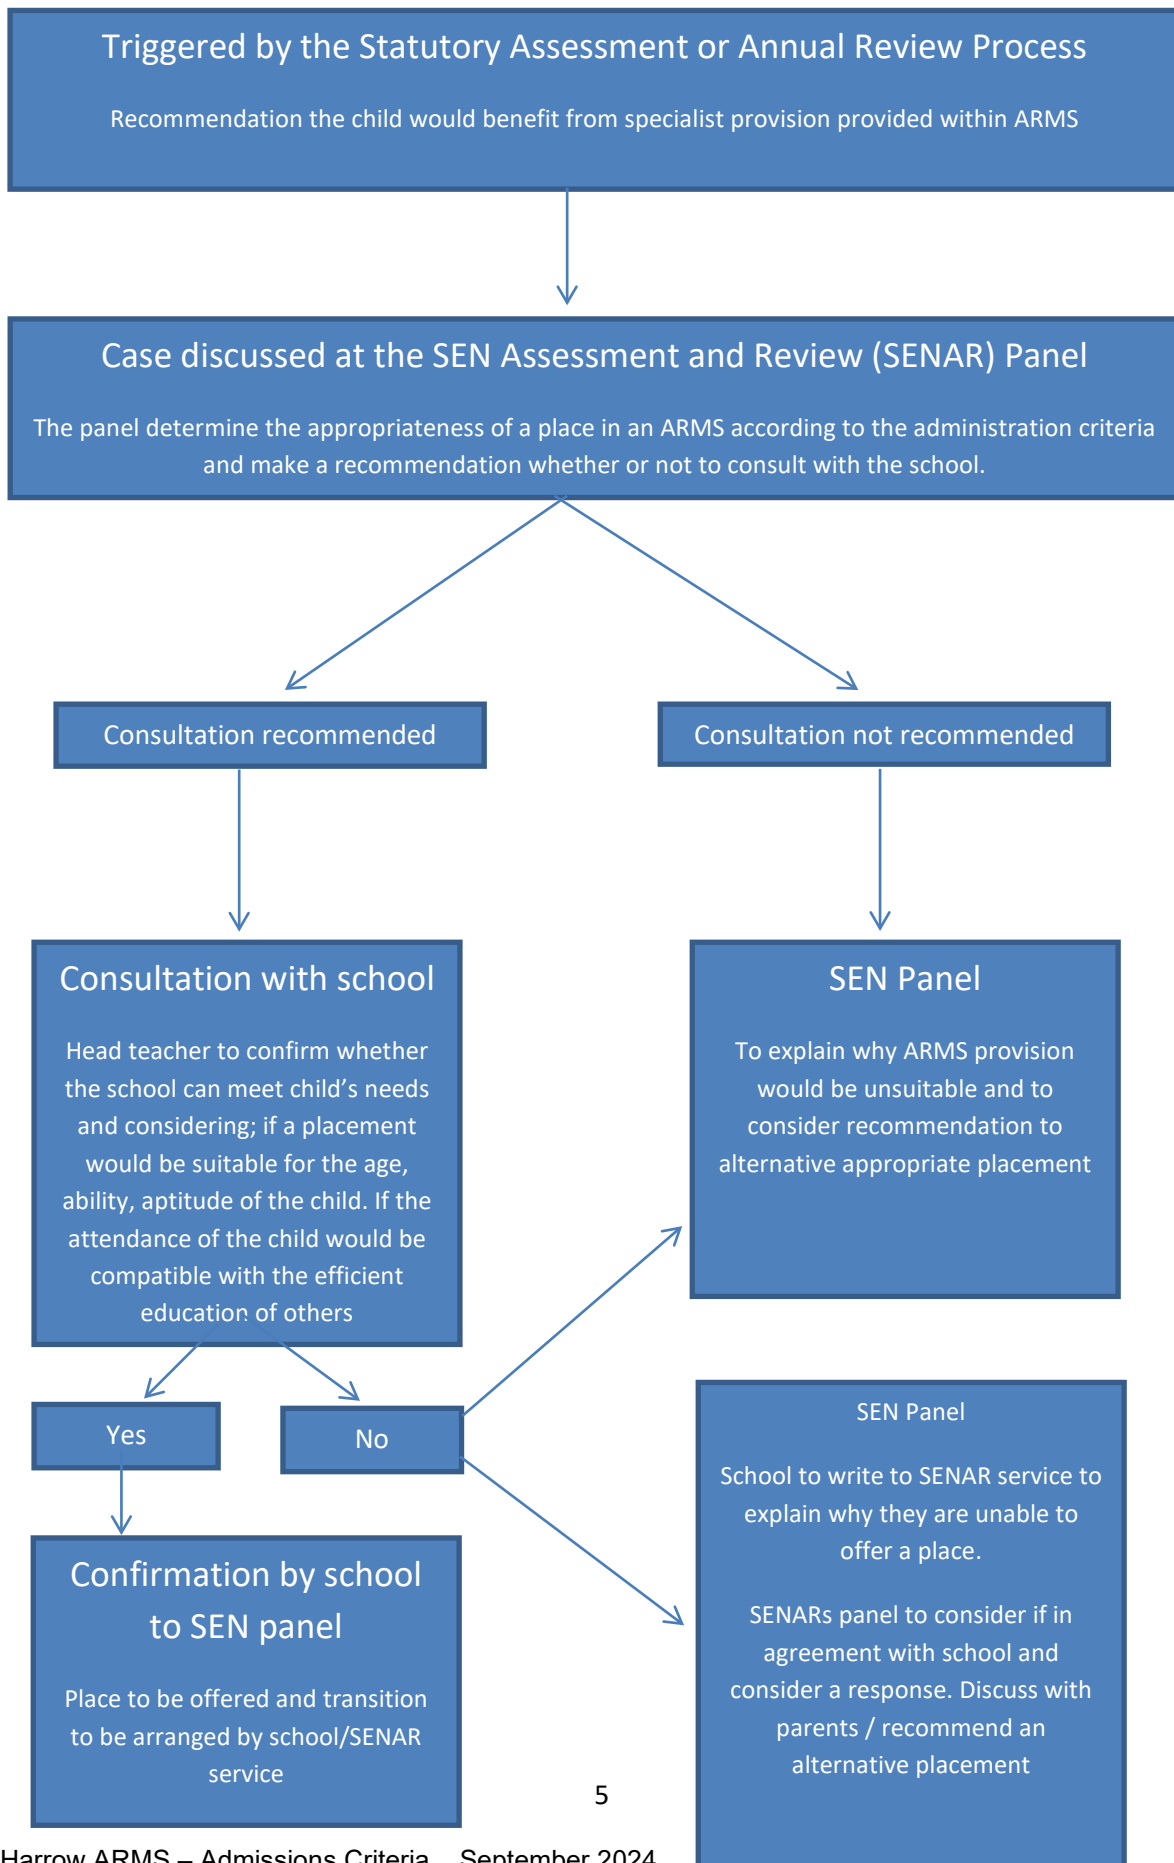 Triggered by the Statutory Assessment or Annual Review Process
Recommendation the child would benefit from specialist provision provided within ARMS
Case discussed at the SEN Assessment and Review (SENAR) Panel
The panel determine the appropriateness of a place in an ARMS according to the administration criteria
and make a recommendation whether or not to consult with the school.
Consultation recommended
Consultation not recommended
Consultation with school
Head teacher to confirm whether
the school can meet child’s needs
and considering; if a placement
would be suitable for the age,
ability, aptitude of the child. If the
attendance of the child would be
compatible with the efficient
education of others
SEN Panel
To explain why ARMS provision
would be unsuitable and to
consider recommendation to
alternative appropriate placement
Yes
No
Confirmation by school
to SEN panel
Place to be offered and transition
to be arranged by school/SENAR
service
SEN Panel
School to write to SENAR service to
explain why they are unable to
offer a place.
SENARs panel to consider if in
agreement with school and
consider a response. Discuss with
parents / recommend an
alternative placement
5
Harrow ARMS – Admissions Criteria September 2024